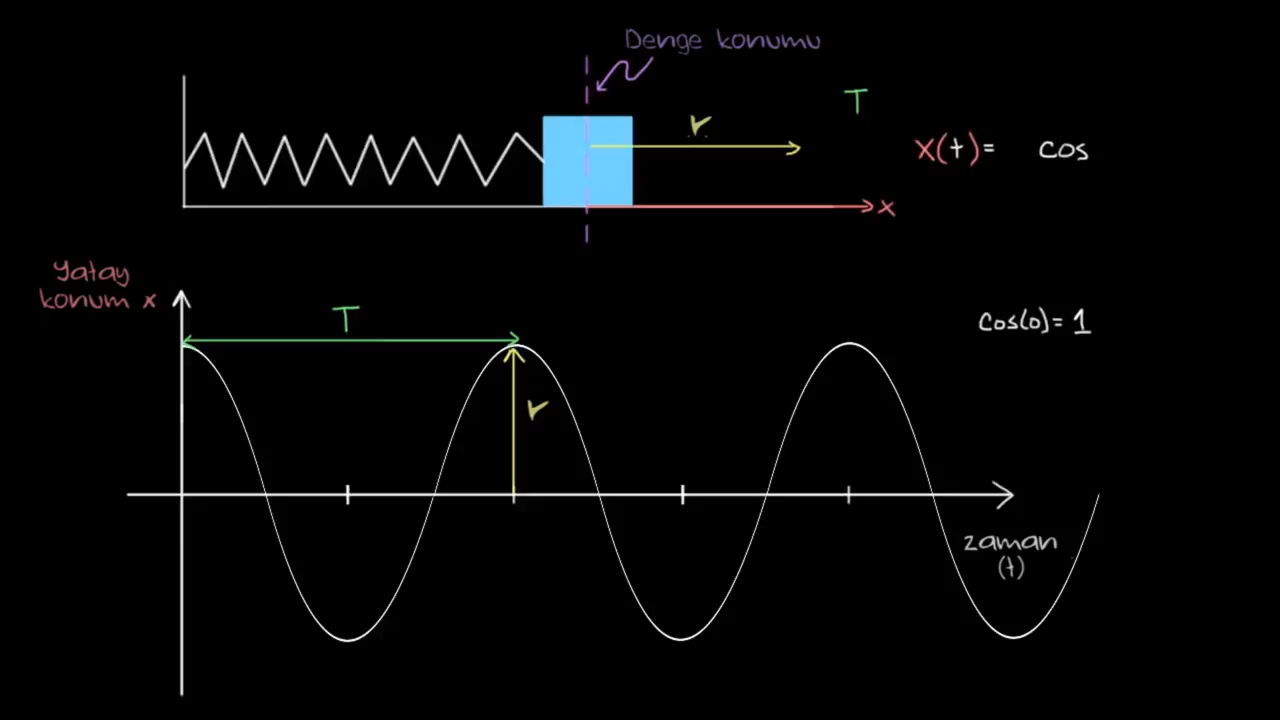 Denge konumu
r
T
x(t)= cos
x
Yatay
konum x
T
cos(0)= 1
r
zaman
(t)